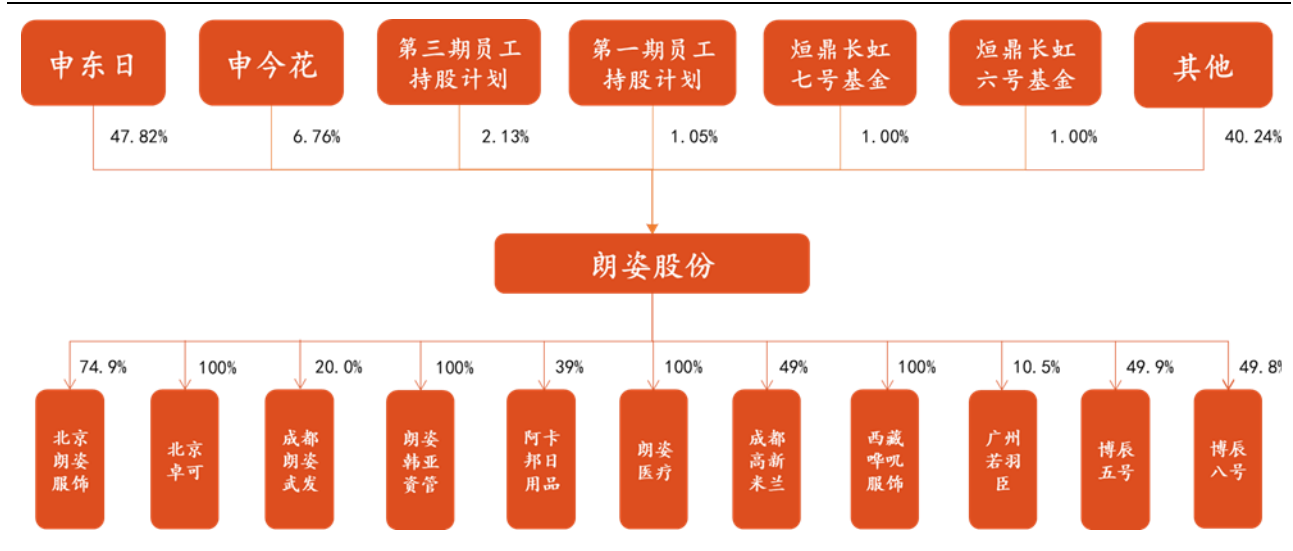 申东日
申今花
第三期员工
持股计划
第一期员工
持股计划
烜鼎长虹
七号基金
烜鼎长虹
六号基金
其他
47.82%
6.76%
2.13%
1.05%
1.00%
1.00%
40.24%
朗姿股份
74.9%
100%
20.0%
100%
39%
100%
49%
100%
10.5%
49.9%
49.8%
北京
朗姿
服饰
北京
卓可
成都
朗姿
武发
朗姿
韩亚
资管
阿卡
邦日
用品
朗姿
医疗
成都
高新
米兰
西藏
哗叽
服饰
广州
若羽
臣
博辰
五号
博辰
八号